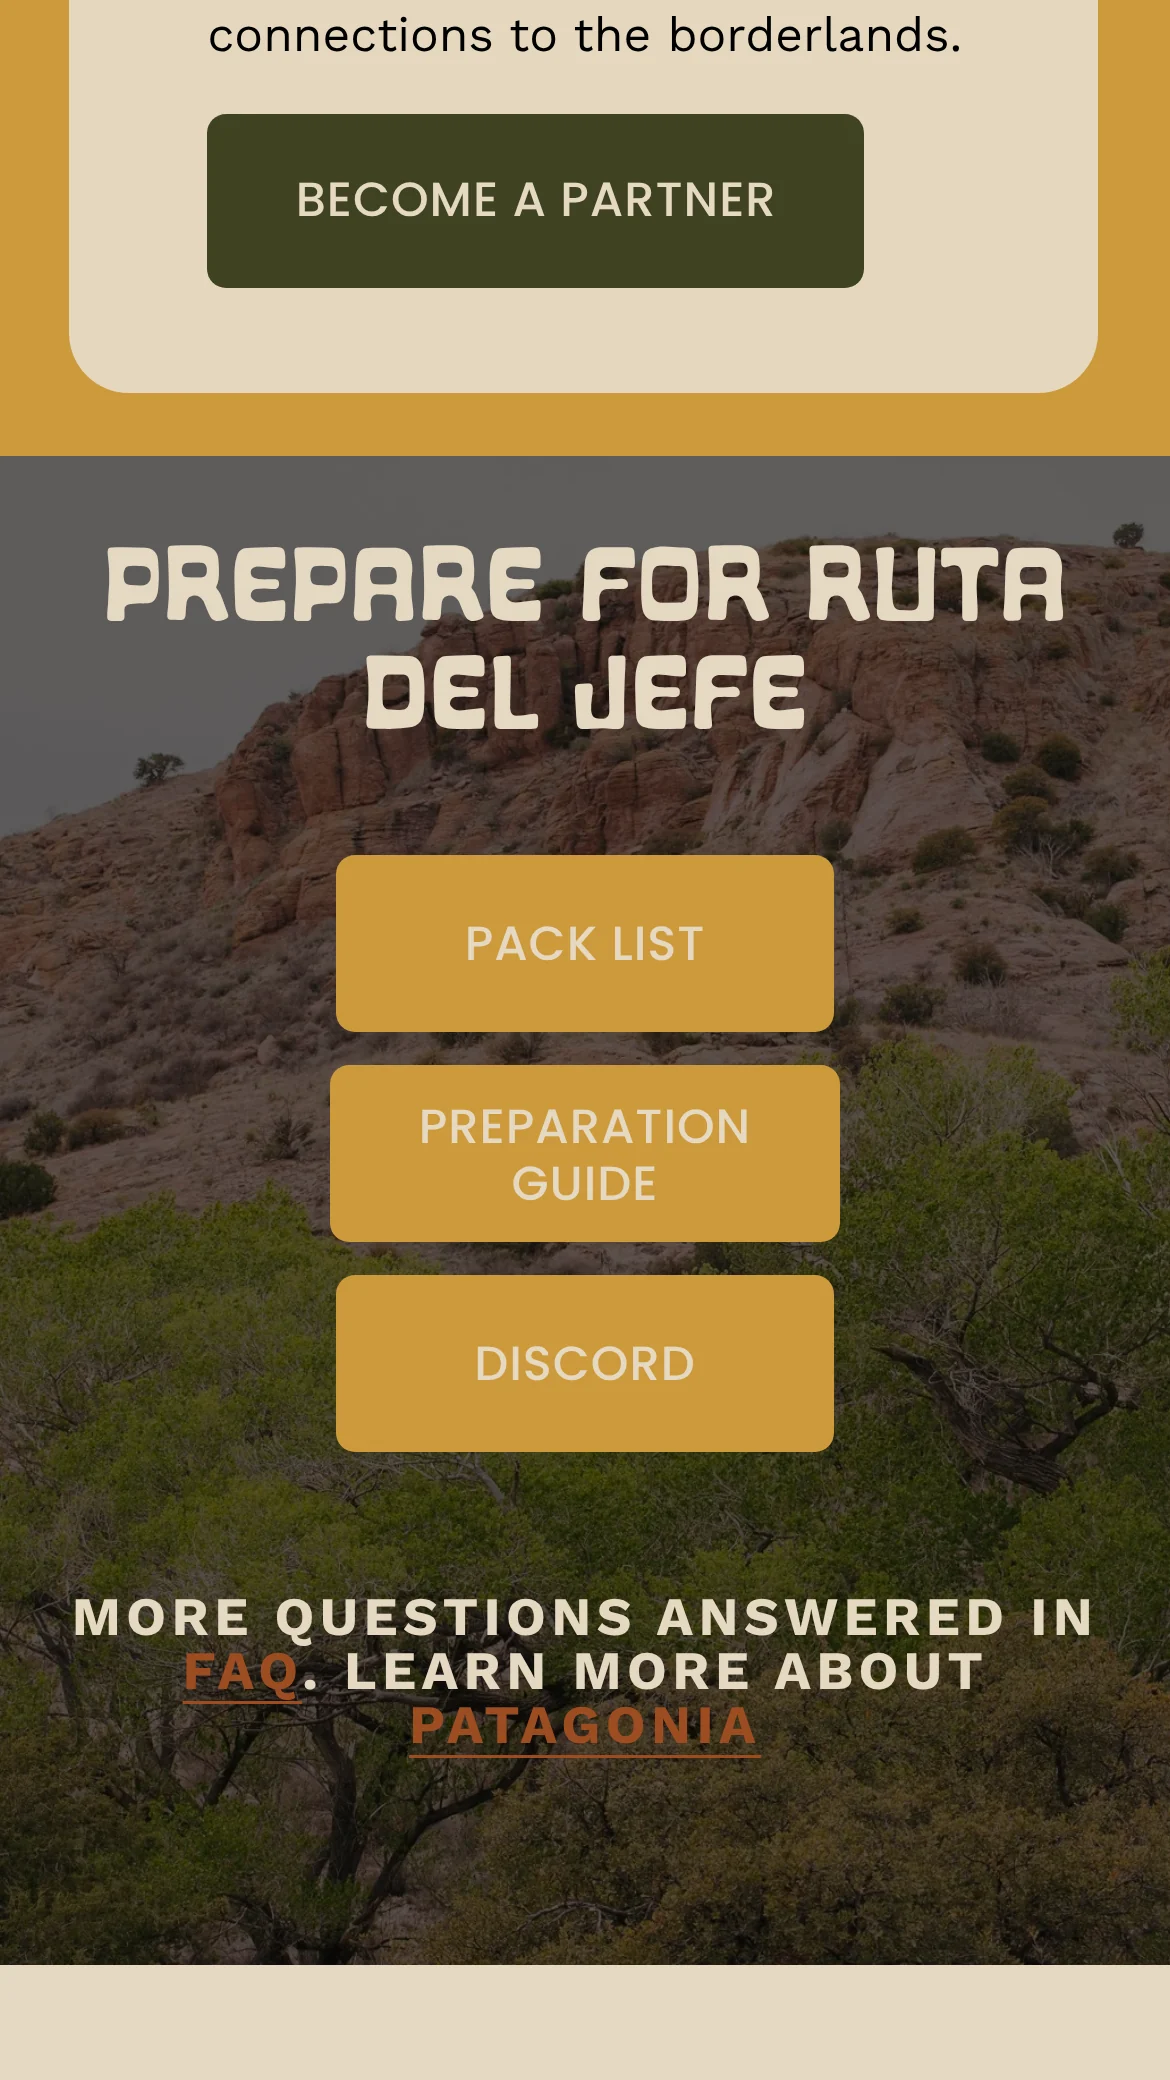 connections to the borderlands.
BECOME A PARTNER
PREPARE FOR RUTA
DEL JEFE
PACK LIST
PREPARATION
GUIDE
DISCORD
MORE QUESTIONS ANSWERED IN
FAQ. LEARN MORE ABOUT
PATAGONIA